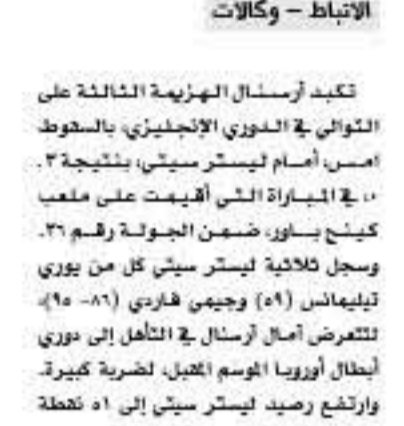 الانباط – وكالات
تكبد أرسنال الهزيمة الثالثة على
التوالي في الدوري الإنجليزي، بالسقوط
امس، أمام ليستر سيتي، بنتيجة ٣ -
٠، في المباراة التي أقيمت على ملعب
كينج باور، ضمن الجولة رقم ٣٦.
وسجل ثلاثية ليستر سيتي كل من يوري
تيليمانس (٥٩) وجيمي فاردي (٨٦- ٩٥)،
لتتعرض آمال أرسنال في التأهل إلى دوري
أبطال أوروبا الموسم المقبل، لضربة كبيرة.
وارتفع رصيد ليستر سيتي إلى ٥١ نقطة